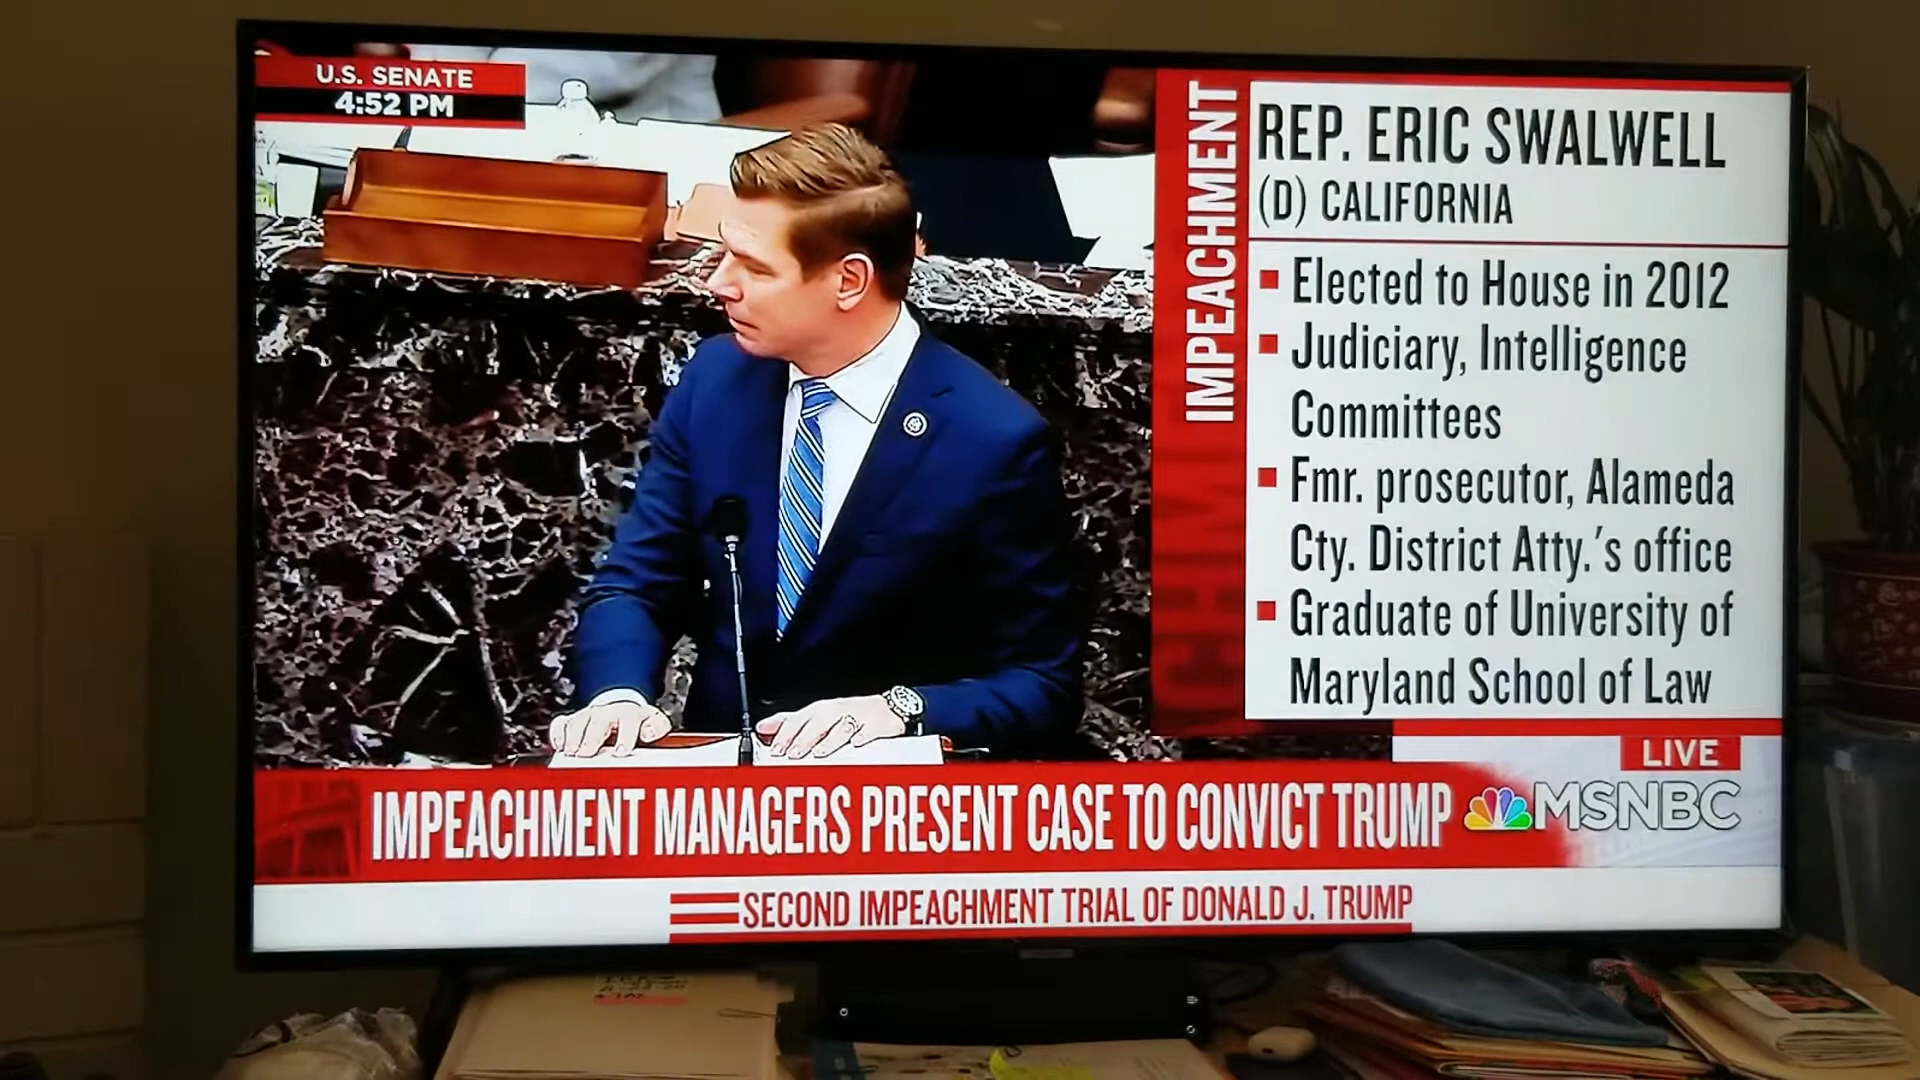 U.S. SENATE
4:52 PM
IMPEACHMENT
REP. ERIC SWALWELL
(D) CALIFORNIA
Elected to House in 2012
Judiciary, Intelligence
Committees
Fmr. prosecutor, Alameda
Cty. District Atty.'s office
Graduate of University of
Maryland School of Law
LIVE
IMPEACHMENT MANAGERS PRESENT CASE TO CONVICT TRUMP
MSNBC
SECOND IMPEACHMENT TRIAL OF DONALD J. TRUMP